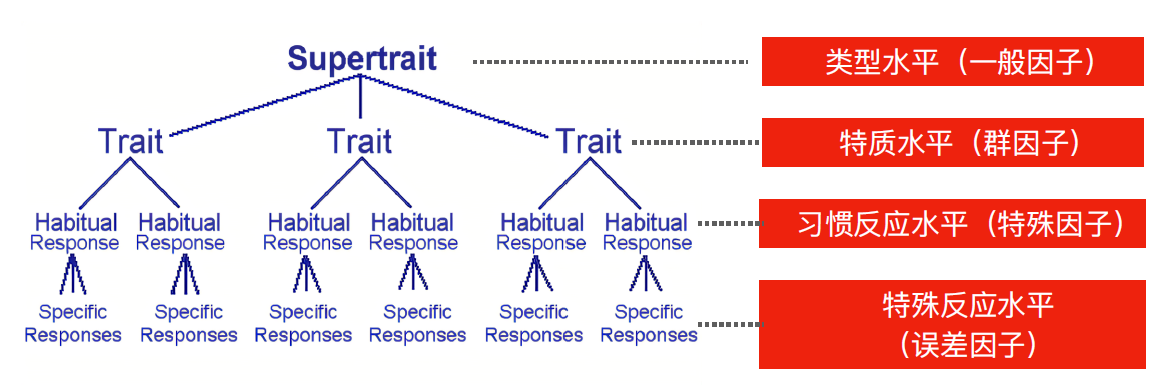 Supertrait
类型水平（一般因子）
Trait Trait Trait
特质水平（群因子）
Habitual Habitual Habitual Habitual Habitual Habitual
Response Response Response Response Response Response
习惯反应水平（特殊因子）
Specific Specific Specific Specific Specific Specific
Responses Responses Responses Responses Responses Responses
特殊反应水平
（误差因子）